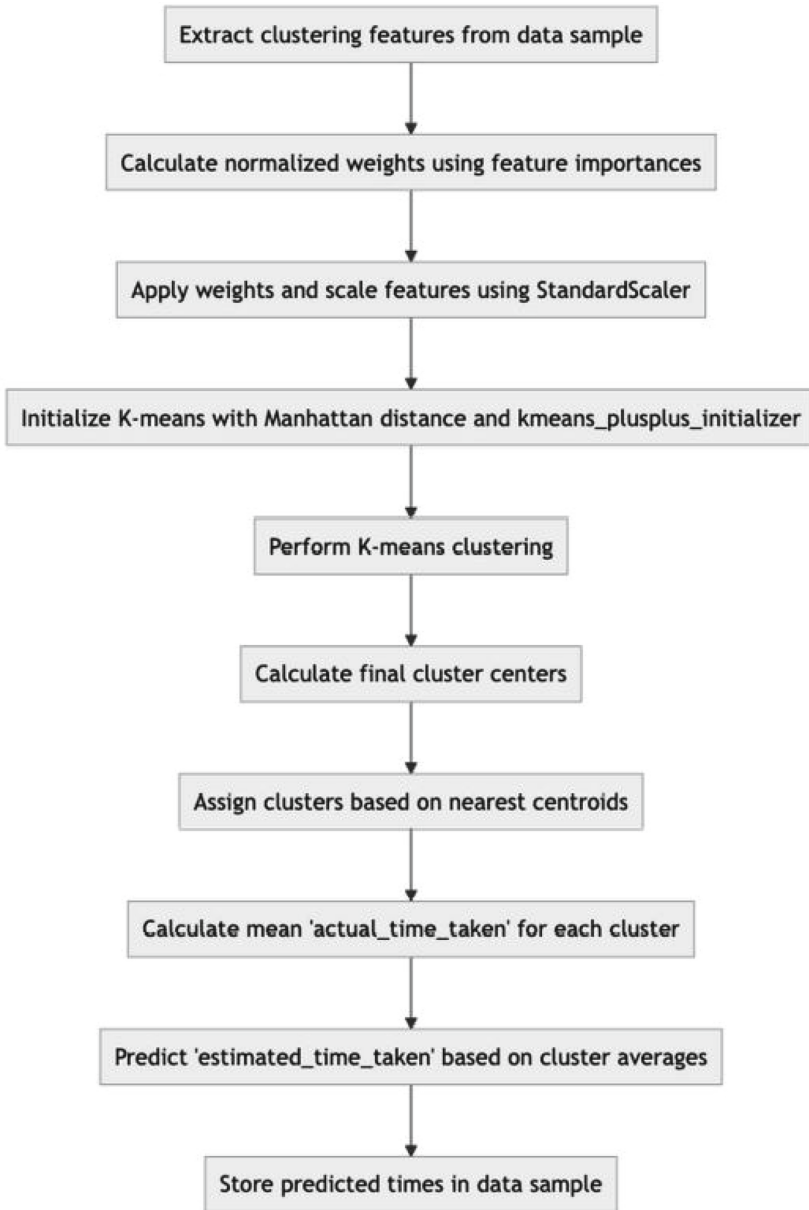 Extract clustering features from data sample
Calculate normalized weights using feature importances
Apply weights and scale features using StandardScaler
Initialize K-means with Manhattan distance and kmeans_plusplus_initializer
Perform K-means clustering
Calculate final cluster centers
Assign clusters based on nearest centroids
Calculate mean 'actual_time_taken' for each cluster
Predict 'estimated_time_taken' based on cluster averages
Store predicted times in data sample